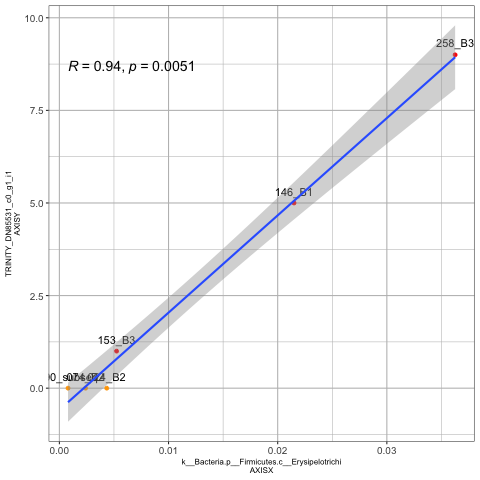 10.0
258_B3
R = 0.94, p = 0.0051
7.5
146_B1
5.0
2.5
153_B3
_B2
0.0
0.00
0.01
0.02
0.03
k__Bacteria.p__Firmicutes.c__Erysipelotrichi
AXISX
TRINITY_DN85531_c0_g1_i1
AXISY